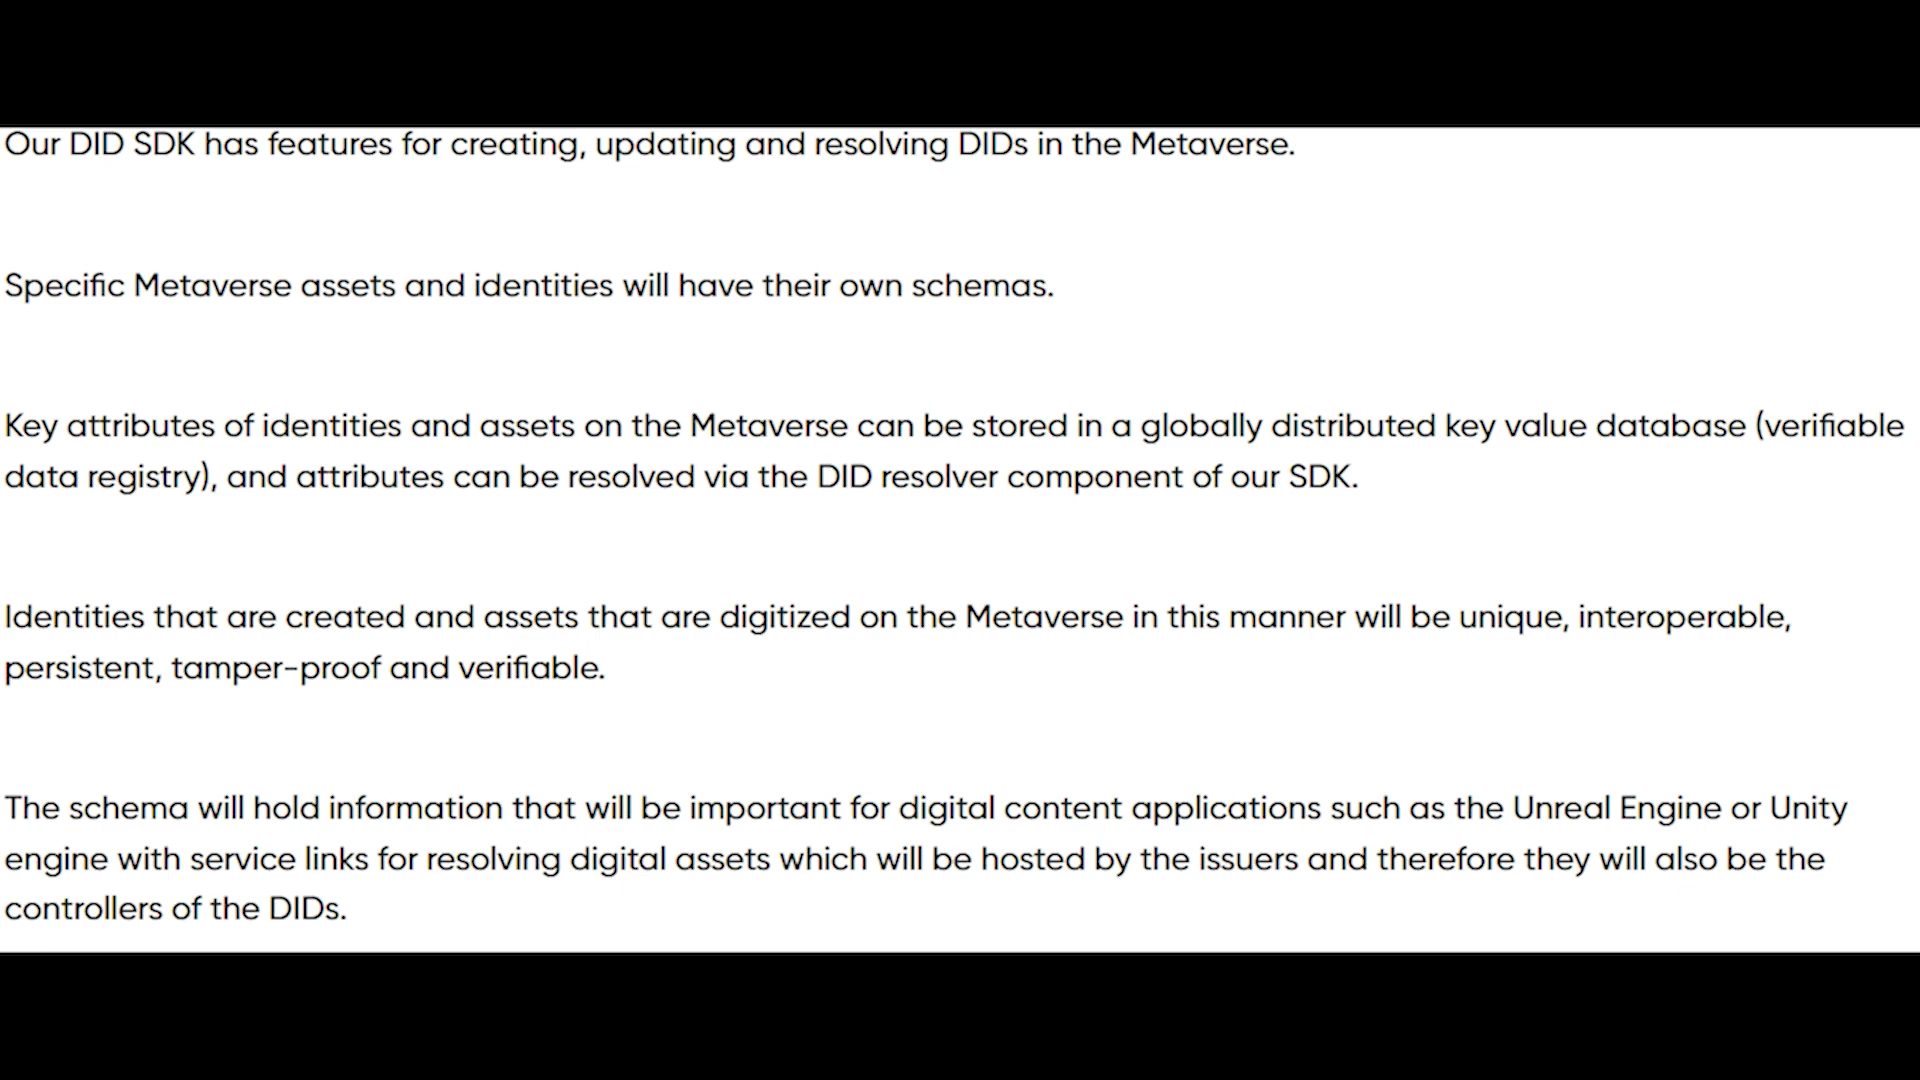 Our DID SDK has features for creating, updating and resolving DIDs in the Metaverse.
Specific Metaverse assets and identities will have their own schemas.
Key attributes of identities and assets on the Metaverse can be stored in a globally distributed key value database (verifiable
data registry), and attributes can be resolved via the DID resolver component of our SDK.
Identities that are created and assets that are digitized on the Metaverse in this manner will be unique, interoperable,
persistent, tamper-proof and verifiable.
The schema will hold information that will be important for digital content applications such as the Unreal Engine or Unity
engine with service links for resolving digital assets which will be hosted by the issuers and therefore they will also be the
controllers of the DIDs.